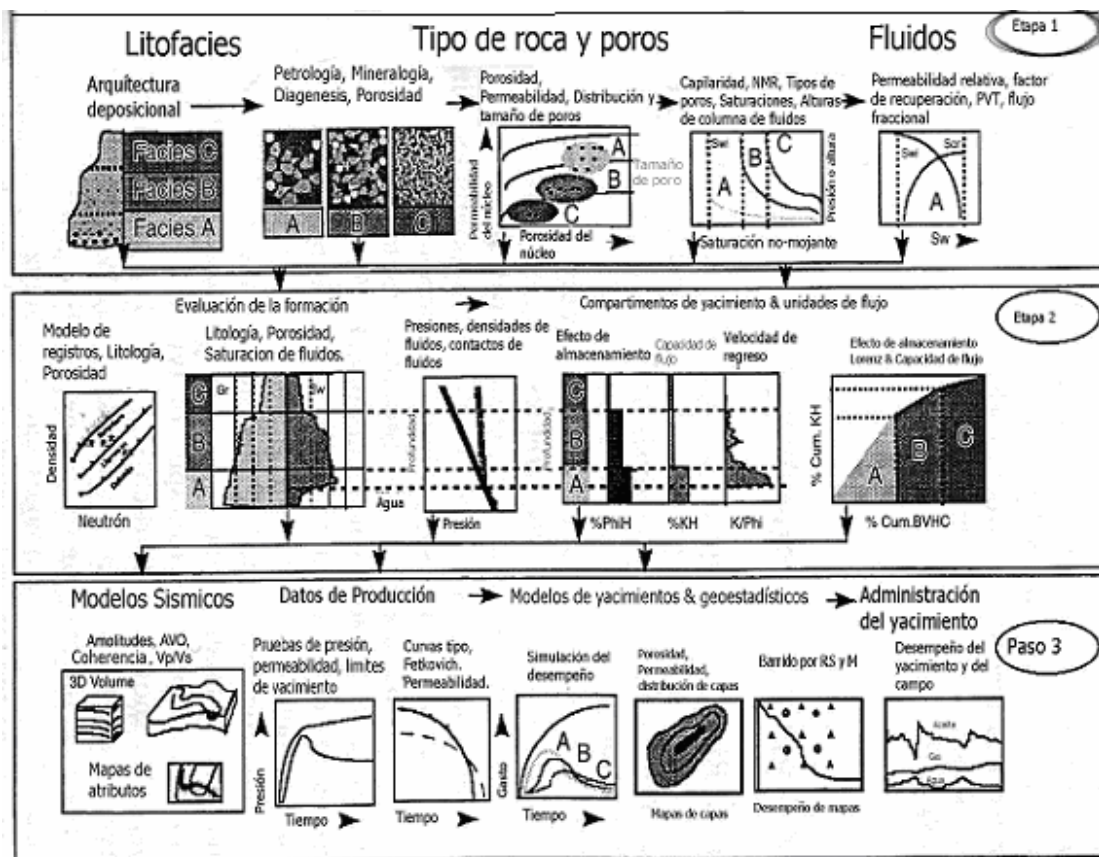 Litofacies
Tipo de roca y poros
Fluidos
Etapa 1
Arquitectura
deposicional
Petrología, Mineralogía,
Diagenesis, Porosidad
Porosidad,
Permeabilidad, Distribución y
tamaño de poros
Capilaridad, NMR, Tipos de
poros, Saturaciones, Alturas
de columna de fluidos
Permeabilidad relativa, factor
de recuperación, PVT, flujo
fraccional
Facies C
Facies B
Facies A
A
B
C
Permeabilidad
del núcleo
A
B
C
Tamaño
de poro
Porosidad del
núcleo
Swi
A
B
C
Presión o altura
Saturación no-mojante
Swi
Sor
A
Sw
Evaluación de la formación
Compartimentos de yacimiento & unidades de flujo
Etapa 2
Modelo de
registros, Litología,
Porosidad
Litología, Porosidad,
Saturacion de fluidos.
Presiones, densidades de
fluidos, contactos de
fluidos
Efecto de
almacenamiento
Capacidad de
flujo
Velocidad de
regreso
Efecto de almacenamiento
Lorenz & Capacidad de flujo
Densidad
Neutrón
C
B
A
Gr
Sw
Agua
Profundidad
Presión
Profundidad
C
B
A
%PhiH
%KH
K/Phi
% Cum. KH
A
B
C
% Cum.BVHC
Modelos Sísmicos
Datos de Producción
Modelos de yacimientos & geoestadísticos
Administración
del yacimiento
Paso 3
Amolitudes, AVO,
Coherencia, Vp/Vs
3D Volume
Mapas de
atributos
Pruebas de presión,
permeabilidad, limites
de yacimiento
Presión
Tiempo
Curvas tipo,
Fetkovich.
Permeabilidad.
Tiempo
Simulación del
desempeño
Gasto
A
B
C
Tiempo
Porosidad,
Permeabilidad,
distribución de capas
Mapas de capas
Barrido por RS y M
Desempeño de mapas
Desempeño del
yacimiento y del
campo
Aceite
Gas
Agua